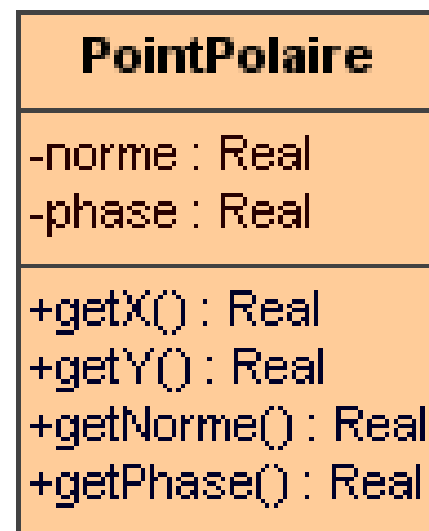 PointPolaire
-norme : Real
-phase : Real
+getX() : Real
+getY() : Real
+getNorme() : Real
+getPhase() : Real